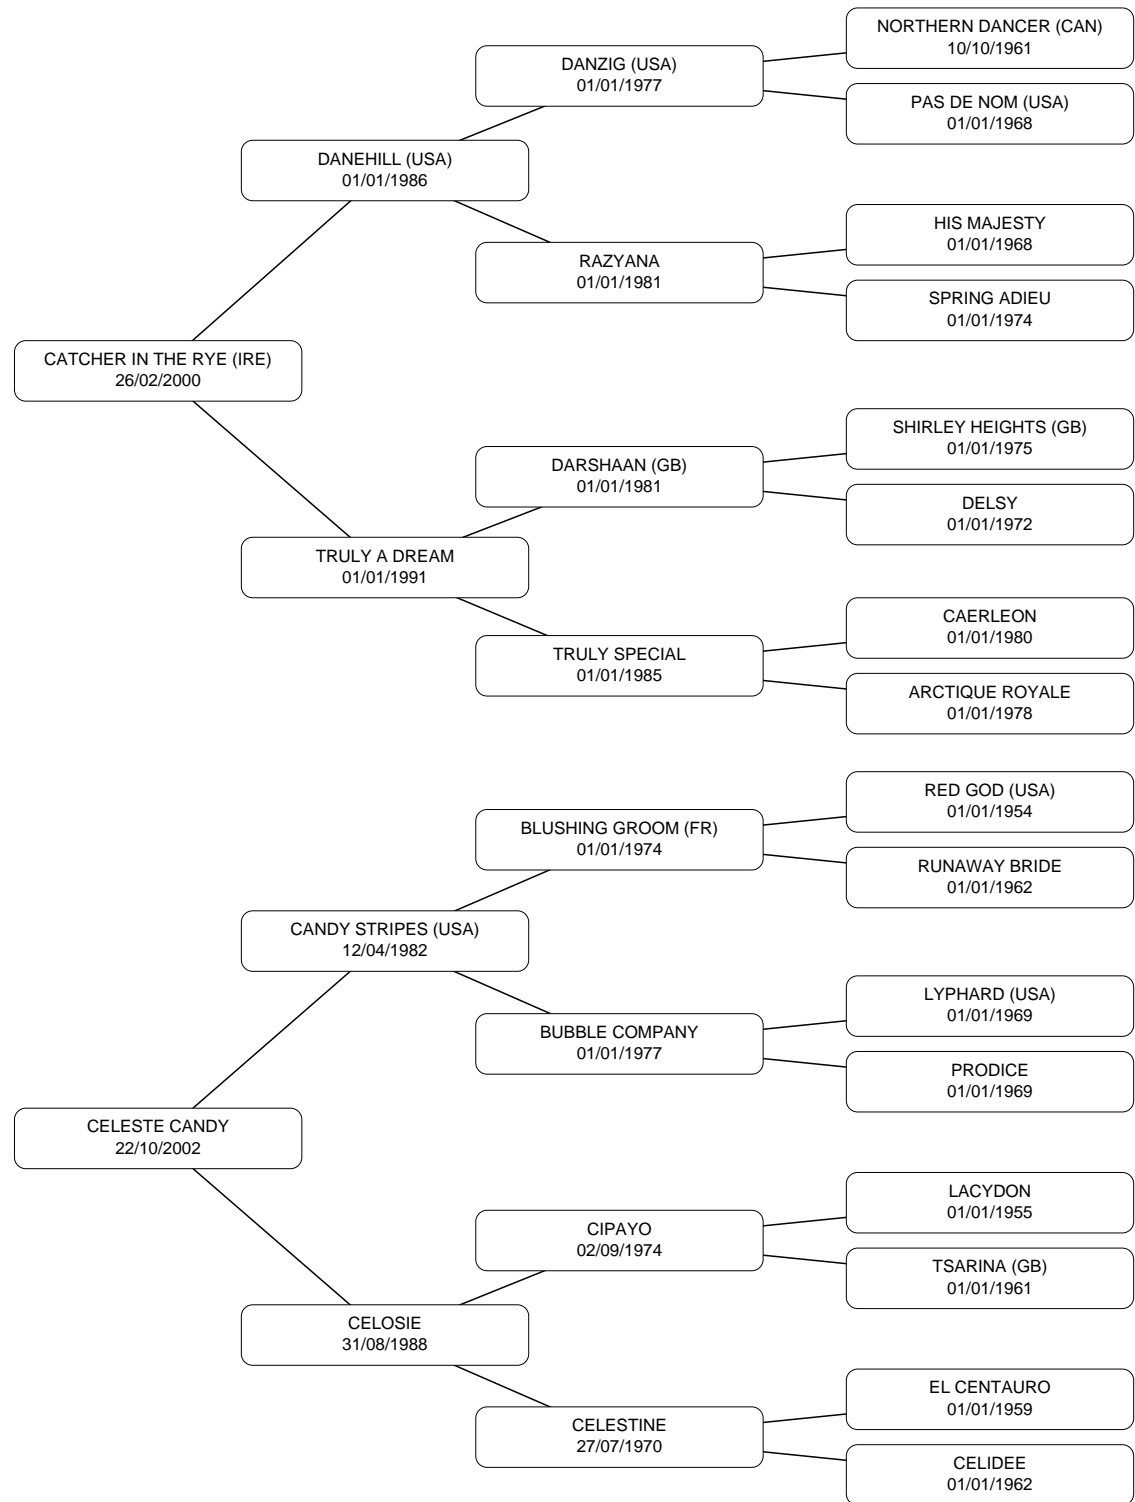 NORTHERN DANCER (CAN)
10/10/1961
DANZIG (USA)
01/01/1977
PAS DE NOM (USA)
01/01/1968
DANEHILL (USA)
01/01/1986
HIS MAJESTY
01/01/1968
RAZYANA
01/01/1981
SPRING ADIEU
01/01/1974
CATCHER IN THE RYE (IRE)
26/02/2000
SHIRLEY HEIGHTS (GB)
01/01/1975
DARSHAAN (GB)
01/01/1981
DELSY
01/01/1972
TRULY A DREAM
01/01/1991
CAERLEON
01/01/1980
TRULY SPECIAL
01/01/1985
ARCTIQUE ROYALE
01/01/1978
RED GOD (USA)
01/01/1954
BLUSHING GROOM (FR)
01/01/1974
RUNAWAY BRIDE
01/01/1962
CANDY STRIPES (USA)
12/04/1982
LYPHARD (USA)
01/01/1969
BUBBLE COMPANY
01/01/1977
PRODICE
01/01/1969
CELESTE CANDY
22/10/2002
LACYDON
01/01/1955
CIPAYO
02/09/1974
TSARINA (GB)
01/01/1961
CELOSIE
31/08/1988
EL CENTAURO
01/01/1959
CELESTINE
27/07/1970
CELIDEE
01/01/1962